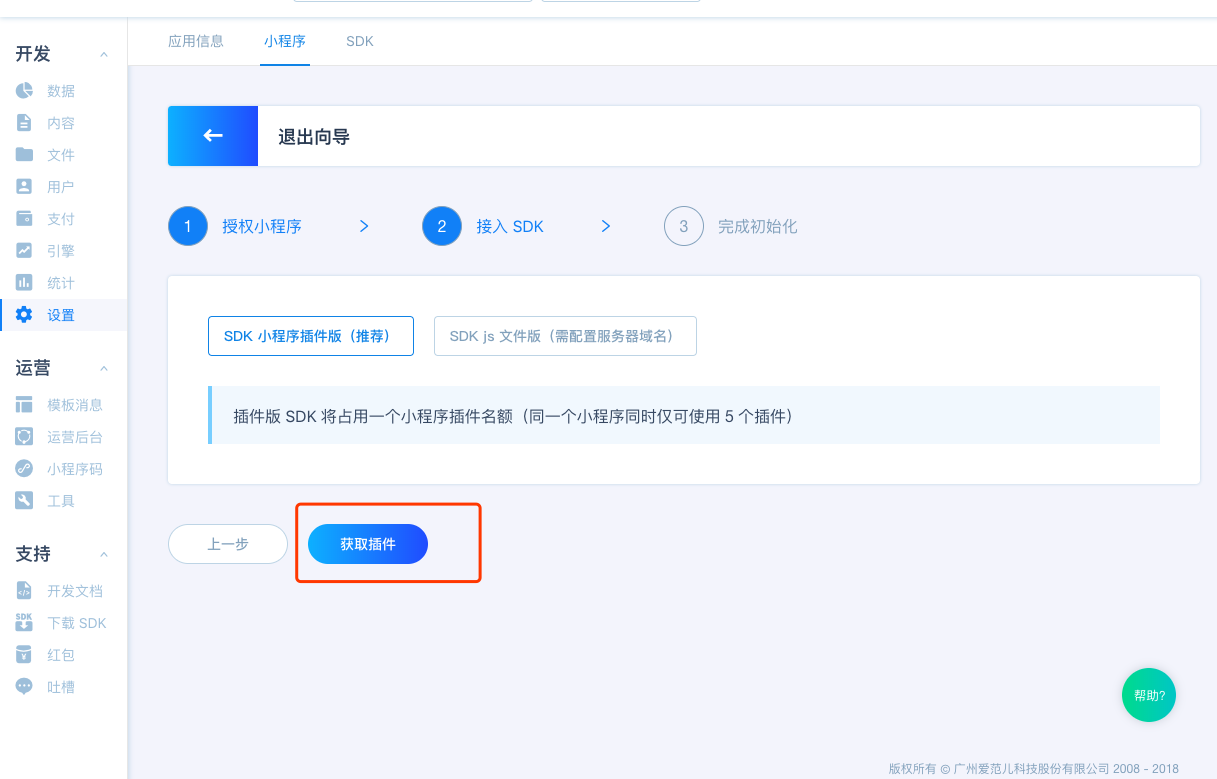 应用信息
小程序
SDK
开发
数据
内容
文件
用户
支付
引擎
统计
设置
运营
模板消息
运营后台
小程序码
工具
支持
开发文档
SDK
下载 SDK
红包
吐槽
退出向导
1 授权小程序
2 接入 SDK
3 完成初始化
SDK 小程序插件版（推荐）
SDK js 文件版（需配置服务器域名）
插件版 SDK 将占用一个小程序插件名额（同一个小程序同时仅可使用 5 个插件）
上一步
获取插件
帮助?
版权所有 © 广州爱范儿科技股份有限公司 2008 - 2018